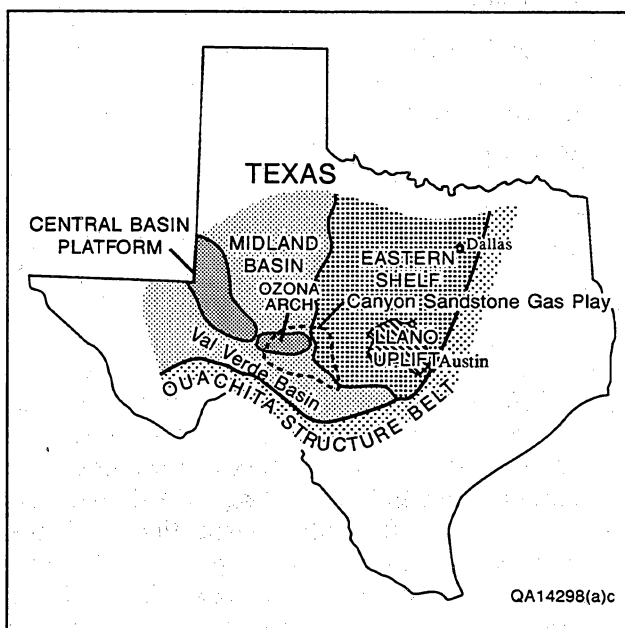 TEXAS
CENTRAL BASIN
PLATFORM
MIDLAND
BASIN
OZONA
ARCH
EASTERN
SHELF
Dallas
Canyon Sandstone Gas Play
LLANO
UPLIFT
Austin
Val Verde Basin
OUACHITA STRUCTURE BELT
QA14298(a)c